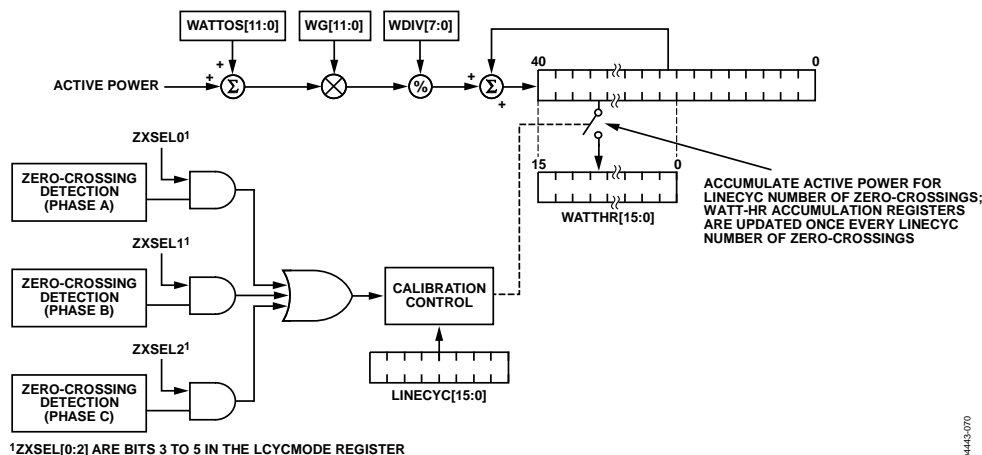 WATTOS[11:0]
WG[11:0]
WDIV[7:0]
ACTIVE POWER
+
+
Σ
%
+
Σ
+
40
0
15
0
WATTHR[15:0]
ACCUMULATE ACTIVE POWER FOR
LINECYC NUMBER OF ZERO-CROSSINGS;
WATT-HR ACCUMULATION REGISTERS
ARE UPDATED ONCE EVERY LINECYC
NUMBER OF ZERO-CROSSINGS
ZXSEL0¹
ZERO-CROSSING
DETECTION
(PHASE A)
ZXSEL1¹
ZERO-CROSSING
DETECTION
(PHASE B)
CALIBRATION
CONTROL
ZXSEL2¹
ZERO-CROSSING
DETECTION
(PHASE C)
LINECYC[15:0]
¹ZXSEL[0:2] ARE BITS 3 TO 5 IN THE LCYCMODE REGISTER
04443-070